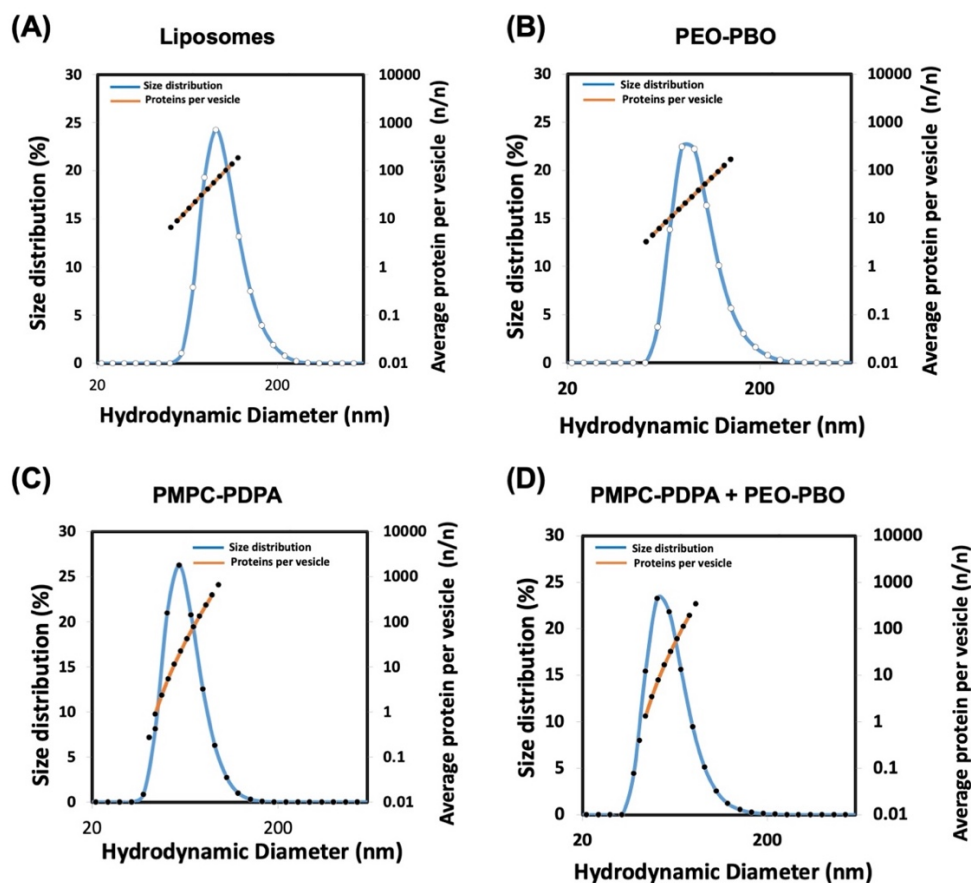 (A)
Liposomes
Size distribution
Proteins per vesicle
30
25
20
15
10
5
0
Size distribution (%)
10000
1000
100
10
1
0.1
0.01
Average protein per vesicle (n/n)
20
200
Hydrodynamic Diameter (nm)
(B)
PEO-PBO
Size distribution
Proteins per vesicle
30
25
20
15
10
5
0
Size distribution (%)
10000
1000
100
10
1
0.1
0.01
Average protein per vesicle (n/n)
20
200
Hydrodynamic Diameter (nm)
(C)
PMPC-PDPA
Size distribution
Proteins per vesicle
30
25
20
15
10
5
0
Size distribution (%)
10000
1000
100
10
1
0.1
0.01
Average protein per vesicle (n/n)
20
200
Hydrodynamic Diameter (nm)
(D)
PMPC-PDPA + PEO-PBO
Size distribution
Proteins per vesicle
30
25
20
15
10
5
0
Size distribution (%)
10000
1000
100
10
1
0.1
0.01
Average protein per vesicle (n/n)
20
200
Hydrodynamic Diameter (nm)